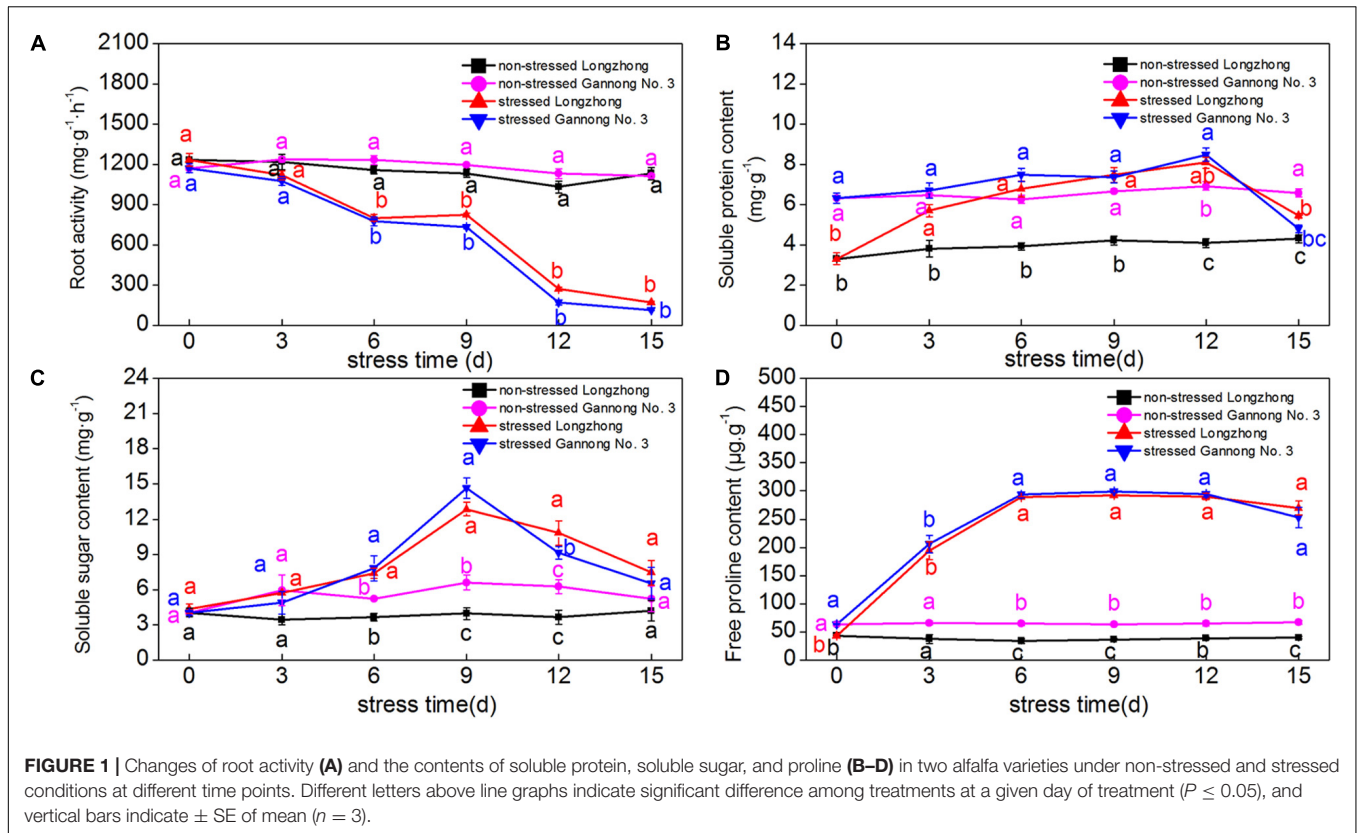 A
2100
1800
1500
1200
900
600
300
0
Root activity (mg·g⁻¹·h⁻¹)
non-stressed Longzhong
non-stressed Gannong No. 3
stressed Longzhong
stressed Gannong No. 3
a a a a a a
a a a a a a
a a b b b b
a a b b b b
0 3 6 9 12 15
stress time (d)
B
14
12
10
8
6
4
2
0
Soluble protein content
(mg·g⁻¹)
non-stressed Longzhong
non-stressed Gannong No. 3
stressed Longzhong
stressed Gannong No. 3
a a a a a a
a a a a b b
b a a a ab bc
b b b b c c
0 3 6 9 12 15
stress time(d)
C
24
21
18
15
12
9
6
3
0
Soluble sugar content (mg·g⁻¹)
non-stressed Longzhong
non-stressed Gannong No. 3
stressed Longzhong
stressed Gannong No. 3
a a a a a a
a a a a b a
a a b b c a
a a b c c a
0 3 6 9 12 15
stress time(d)
D
500
450
400
350
300
250
200
150
100
50
0
Free proline content (μg.g⁻¹)
non-stressed Longzhong
non-stressed Gannong No. 3
stressed Longzhong
stressed Gannong No. 3
a b a a a a
a b a a a a
b a b b b b
b a c c b c
0 3 6 9 12 15
stress time(d)
FIGURE 1 | Changes of root activity (A) and the contents of soluble protein, soluble sugar, and proline (B–D) in two alfalfa varieties under non-stressed and stressed
conditions at different time points. Different letters above line graphs indicate significant difference among treatments at a given day of treatment (P ≤ 0.05), and
vertical bars indicate ± SE of mean (n = 3).